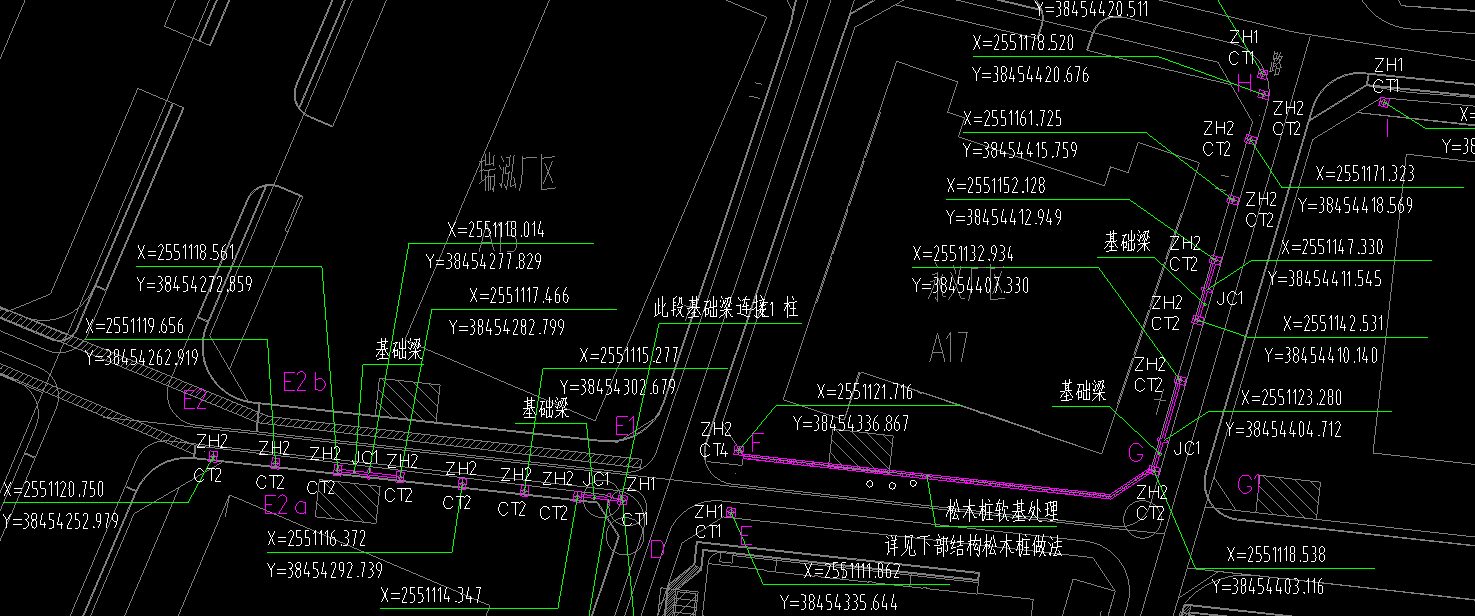 Y=38454420.511
X=2551178.520
Y=38454420.676
ZH1
CT1
路
H
ZH1
CT1
ZH2
CT2
X=2551161.725
Y=38454415.759
ZH2
CT2
X=2551171.323
Y=38454418.569
瑞泓厂区
X=2551152.128
Y=38454412.949
ZH2
CT2
X=2551118.014
Y=38454277.829
X=2551118.561
Y=38454272.859
X=2551132.934
Y=38454407.330
基础梁
ZH2
CT2
X=2551147.330
Y=38454411.545
JC1
X=2551117.466
Y=38454282.799
此段基础梁连接1 柱
ZH2
CT2
X=2551142.531
Y=38454410.140
A17
X=2551119.656
Y=38454262.919
基础梁
X=2551115.277
Y=38454302.679
ZH2
CT2
E2 b
E2
基础梁
X=2551121.716
Y=38454336.867
基础梁
X=2551123.280
Y=38454404.712
E1
ZH2
CT4
F
G
JC1
ZH2
CT2
ZH2
CT2
ZH2
CT2
JC1
ZH2
CT2
ZH2
CT2
ZH2
CT2
ZH2
CT2
JC1
ZH1
CT1
ZH2
CT2
G1
X=2551120.750
Y=38454252.979
E2 a
松木桩软基处理
详见下部结构松木桩做法
ZH1
CT1
E
D
X=2551116.372
Y=38454292.739
X=2551118.538
Y=38454403.116
X=2551111.862
Y=38454335.644
X=2551114.347